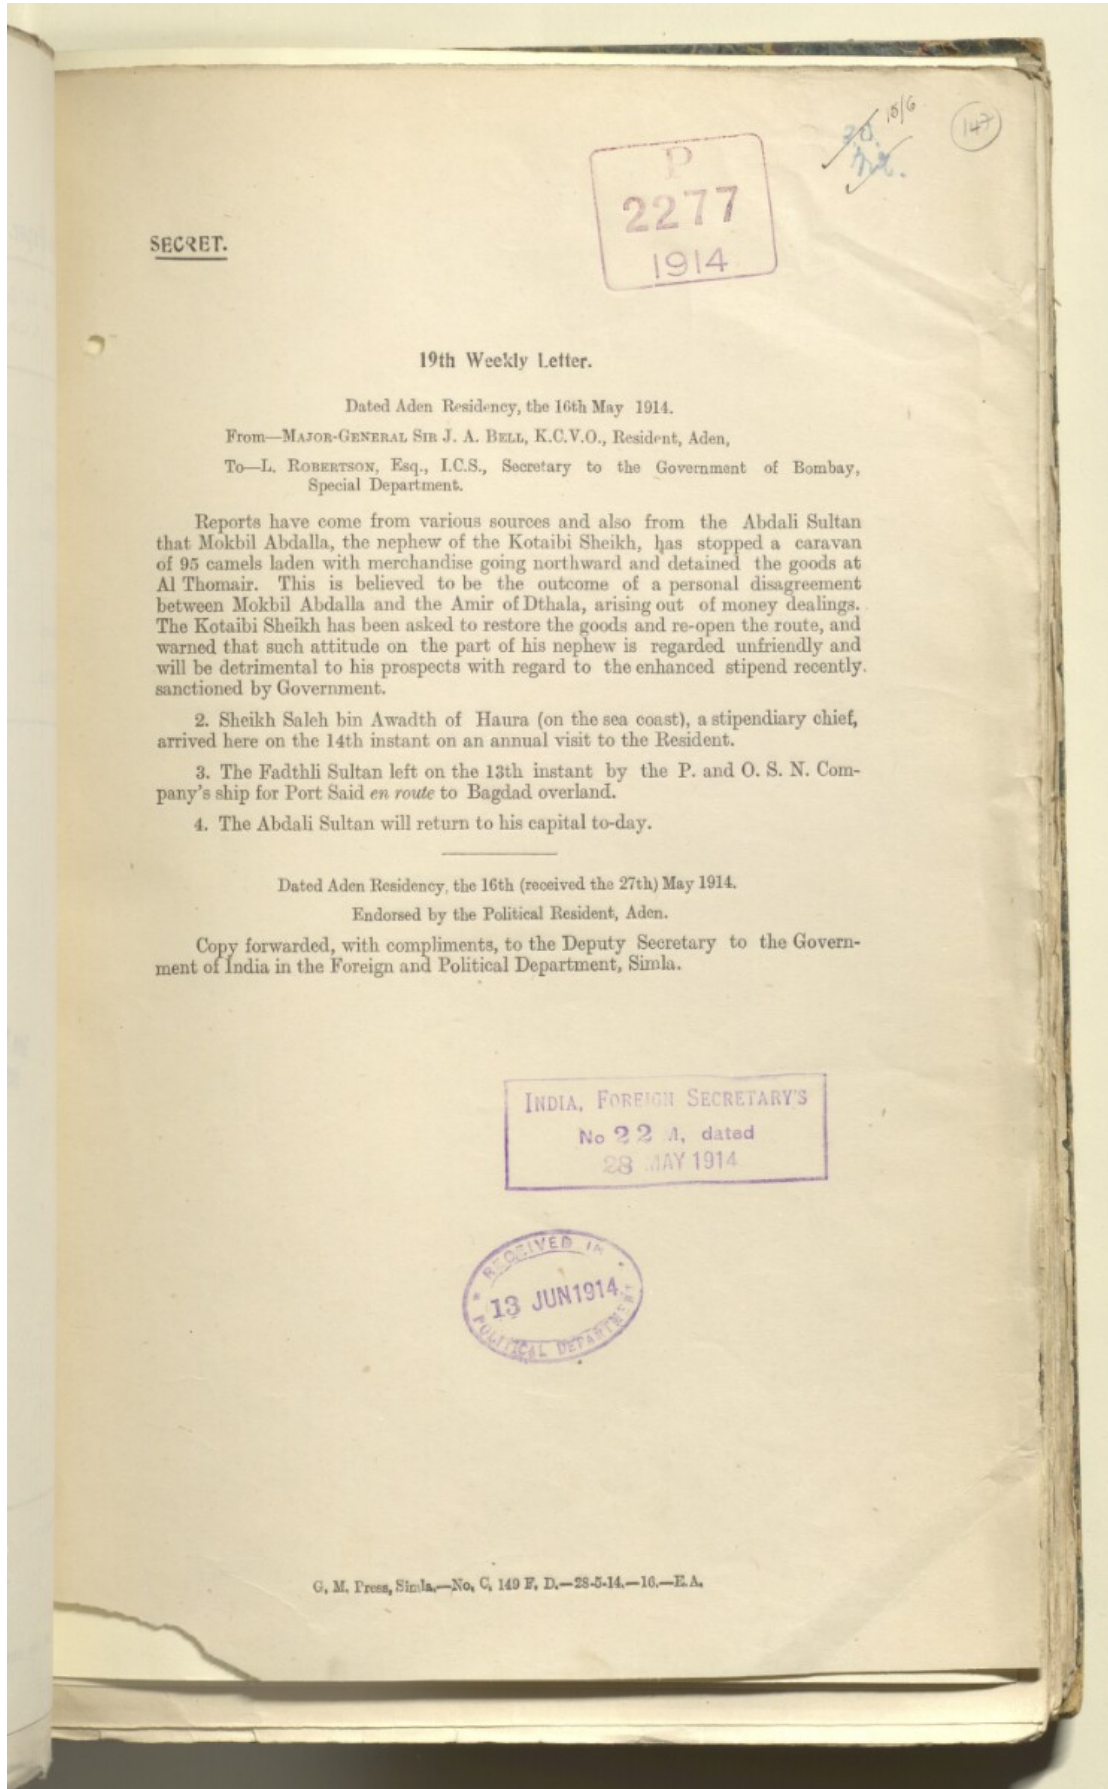 15/6
147
P
2277
1914
SECRET.
19th Weekly Letter.
Dated Aden Residency, the 16th May 1914.
From—MAJOR-GENERAL SIR J. A. BELL, K.C.V.O., Resident, Aden,
To—L. ROBERTSON, Esq., I.C.S., Secretary to the Government of Bombay,
Special Department.
Reports have come from various sources and also from the Abdali Sultan
that Mokbil Abdalla, the nephew of the Kotaibi Sheikh, has stopped a caravan
of 95 camels laden with merchandise going northward and detained the goods at
Al Thomair. This is believed to be the outcome of a personal disagreement
between Mokbil Abdalla and the Amir of Dthala, arising out of money dealings.
The Kotaibi Sheikh has been asked to restore the goods and re-open the route, and
warned that such attitude on the part of his nephew is regarded unfriendly and
will be detrimental to his prospects with regard to the enhanced stipend recently.
sanctioned by Government.
2. Sheikh Saleh bin Awadth of Haura (on the sea coast), a stipendiary chief,
arrived here on the 14th instant on an annual visit to the Resident.
3. The Fadthli Sultan left on the 13th instant by the P. and O. S. N. Com-
pany's ship for Port Said en route to Bagdad overland.
4. The Abdali Sultan will return to his capital to-day.
Dated Aden Residency, the 16th (received the 27th) May 1914.
Endorsed by the Political Resident, Aden.
Copy forwarded, with compliments, to the Deputy Secretary to the Govern-
ment of India in the Foreign and Political Department, Simla.
INDIA, FOREIGN SECRETARY'S
No 22 M, dated
28 MAY 1914
RECEIVED IN
13 JUN 1914
POLITICAL DEPARTMENT
G. M. Press, Simla.—No. C. 149 F. D.—28-5-14.—16.—E.A.